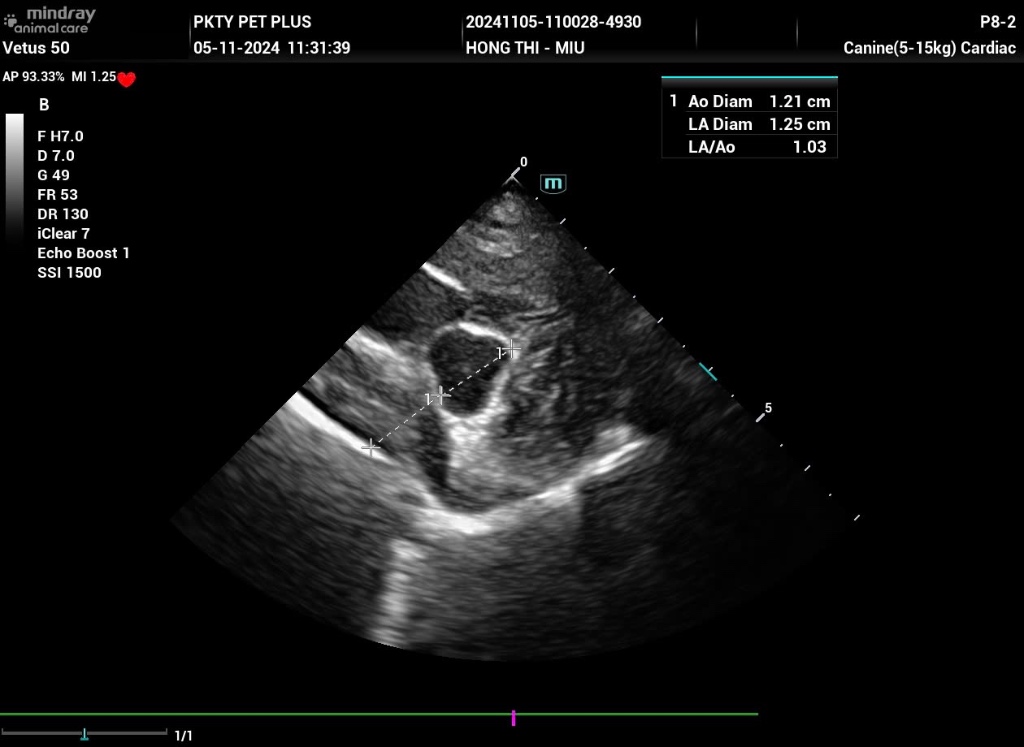 mindray
animalcare
Vetus 50
PKTY PET PLUS
05-11-2024 11:31:39
20241105-110028-4930
HONG THI - MIU
P8-2
Canine(5-15kg) Cardiac
AP 93.33% MI 1.25
B
F H7.0
D 7.0
G 49
FR 53
DR 130
iClear 7
Echo Boost 1
SSI 1500
1 Ao Diam 1.21 cm
LA Diam 1.25 cm
LA/Ao 1.03
0
m
1
1
5
1/1